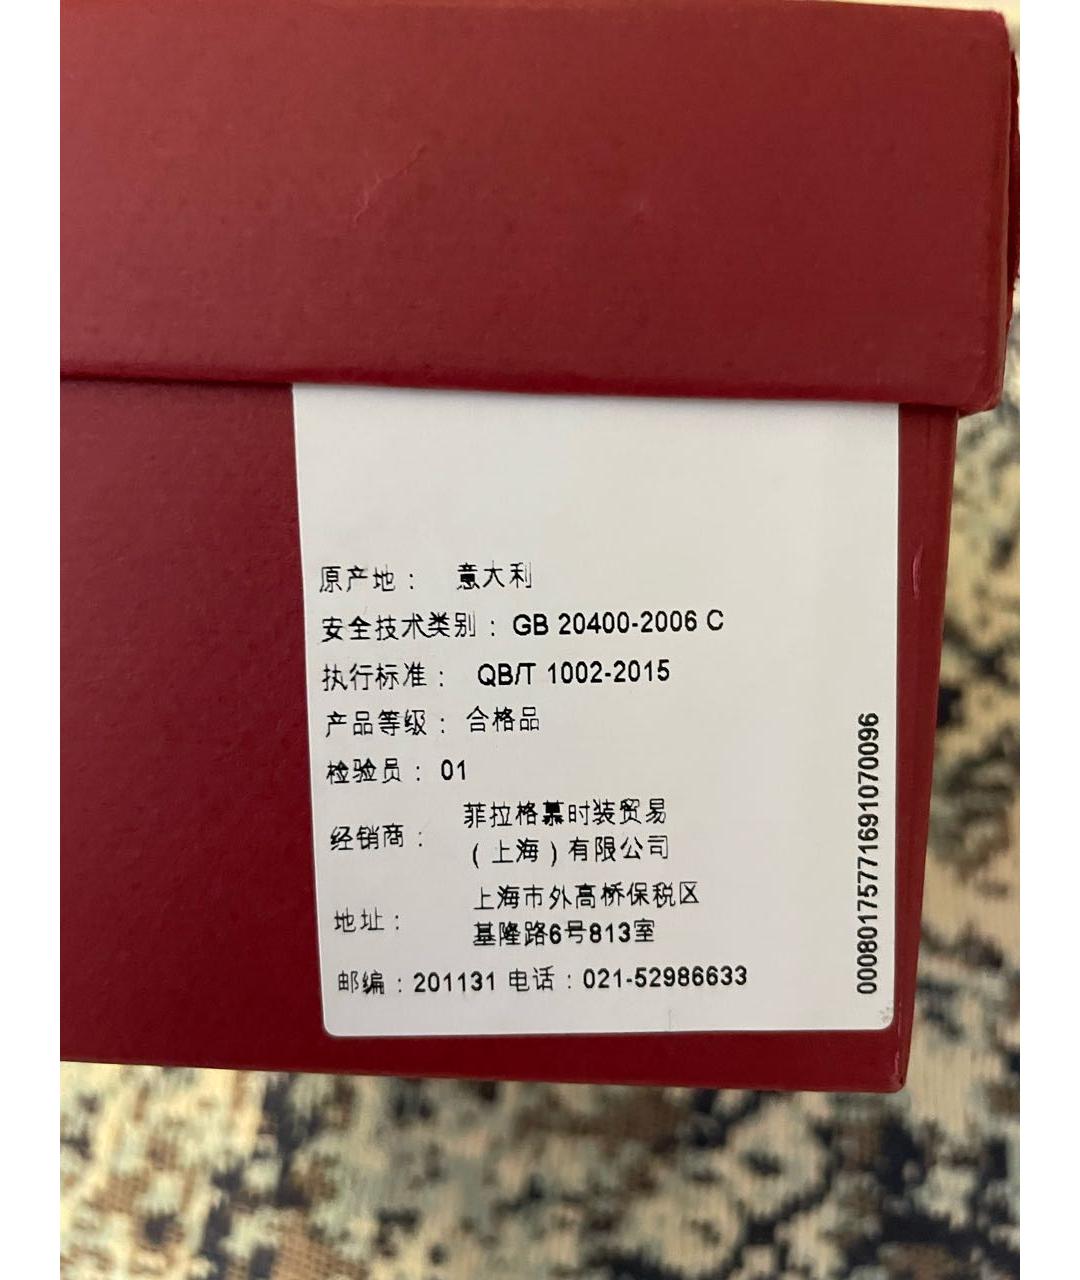 原产地： 意大利
安全技术类别：GB 20400-2006 C
执行标准： QB/T 1002-2015
产品等级：合格品
检验员：01
经销商：菲拉格慕时装贸易
（上海）有限公司
地址：上海市外高桥保税区
基隆路6号813室
邮编：201131 电话：021-52986633
00080175771691070096